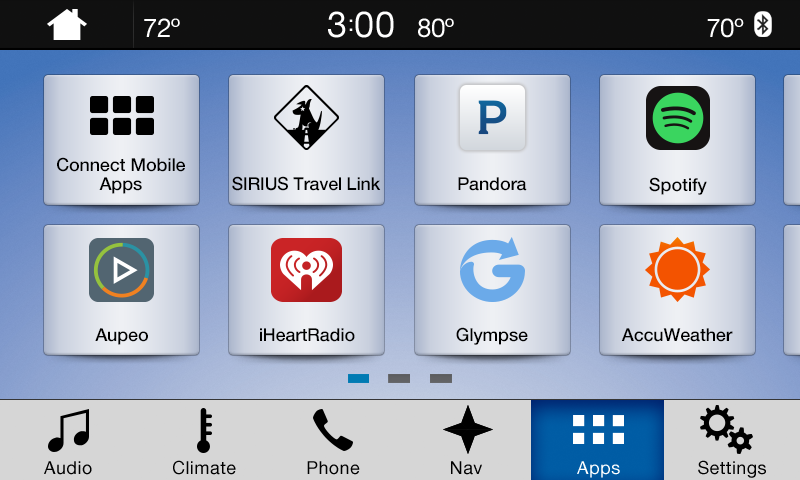 72º 3:00 80º 70º
Connect Mobile
Apps
SIRIUS Travel Link
P
Pandora
Spotify
Aupeo
iHeartRadio
G
Glympse
AccuWeather
Audio
Climate
Phone
Nav
Apps
Settings